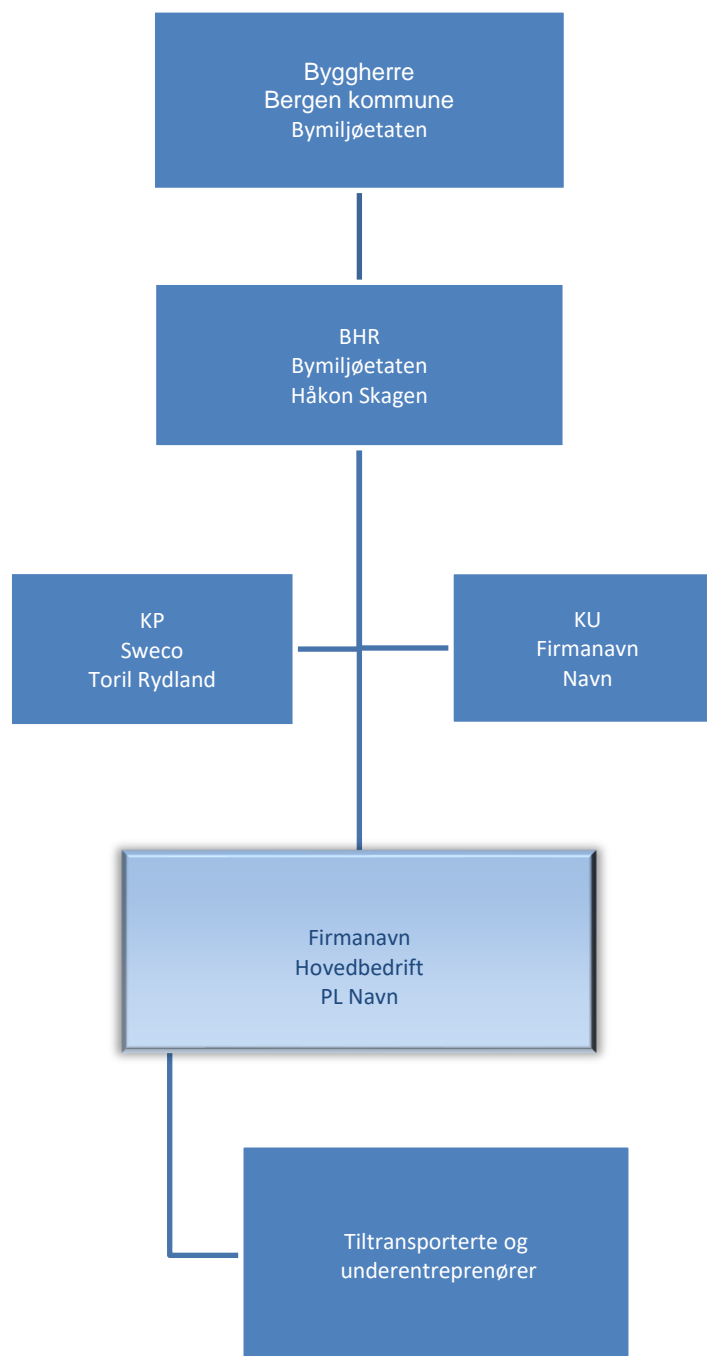 Byggherre
Bergen kommune
Bymiljøetaten
BHR
Bymiljøetaten
Håkon Skagen
KP
Sweco
Toril Rydland
KU
Firmanavn
Navn
Firmanavn
Hovedbedrift
PL Navn
Tiltransporterte og
underentreprenører